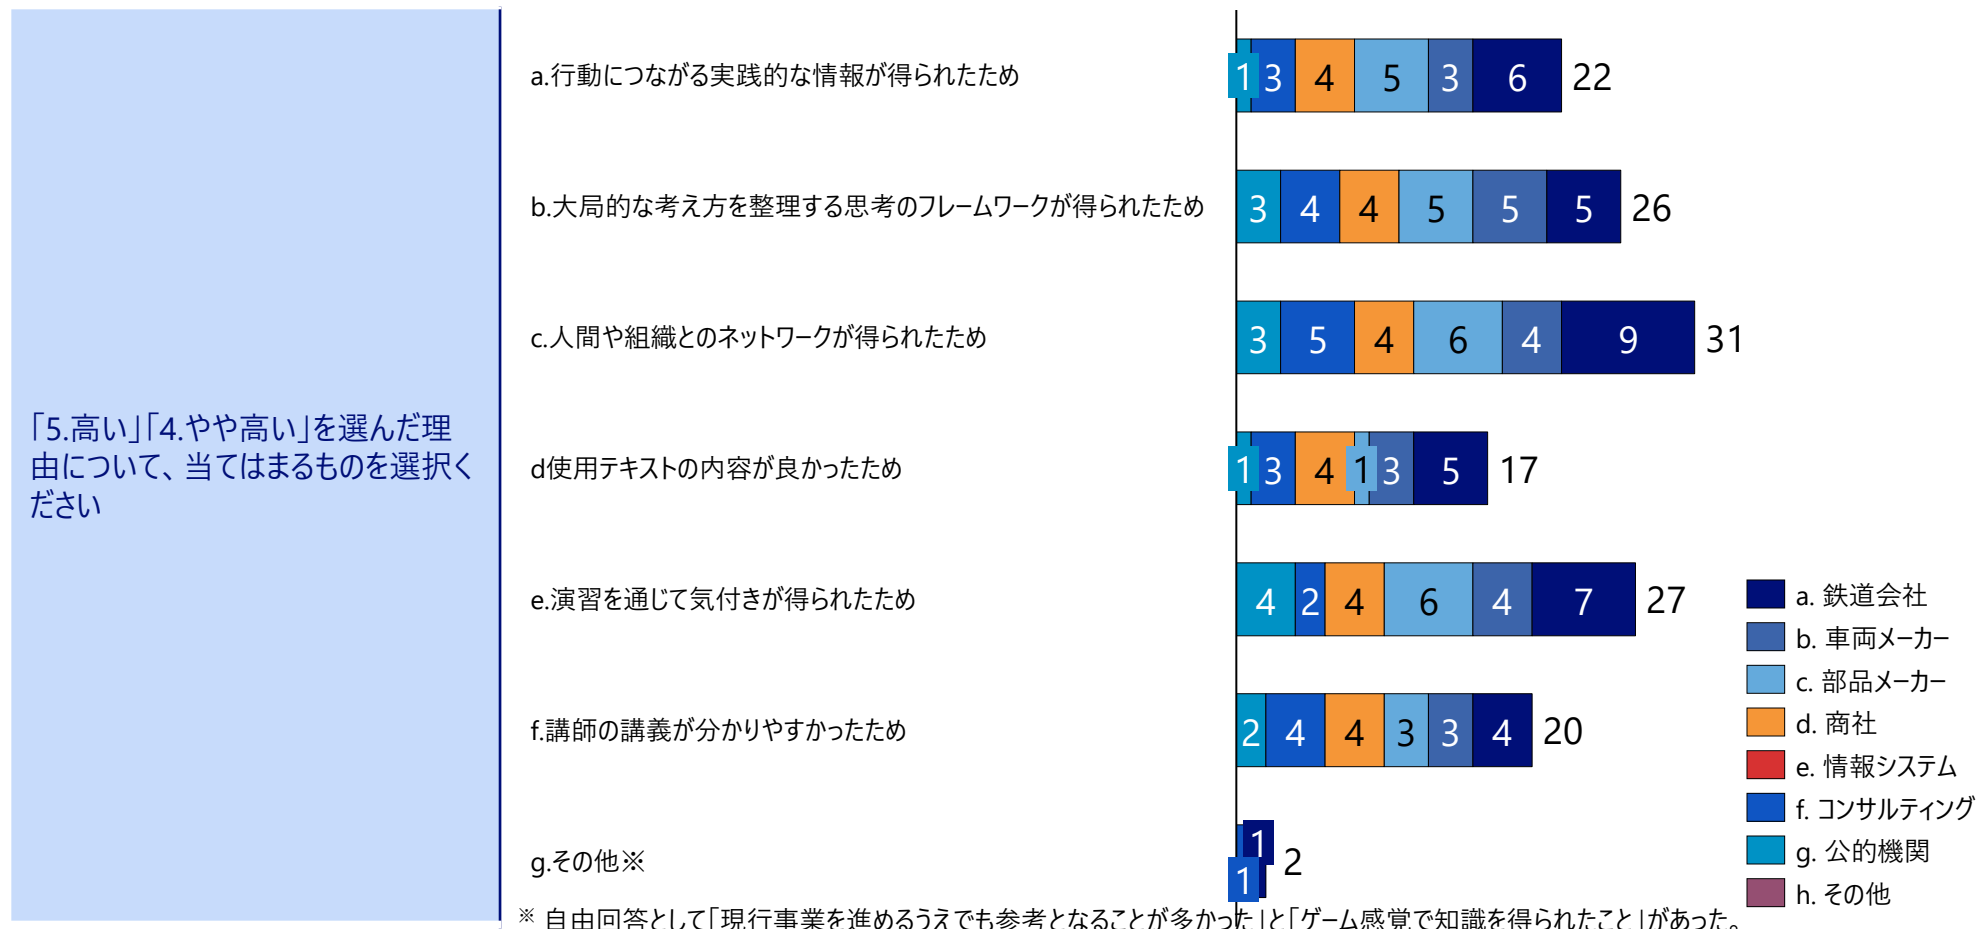 「5.高い」「4.やや高い」を選んだ理
由について、当てはまるものを選択く
ださい
a.行動につながる実践的な情報が得られたため
1 3 4 5 3 6 22
b.大局的な考え方を整理する思考のフレームワークが得られたため
3 4 4 5 5 5 26
c.人間や組織とのネットワークが得られたため
3 5 4 6 4 9 31
d使用テキストの内容が良かったため
1 3 4 1 3 5 17
e.演習を通じて気付きが得られたため
4 2 4 6 4 7 27
f.講師の講義が分かりやすかったため
2 4 4 3 3 4 20
g.その他※
1 1 2
a. 鉄道会社
b. 車両メーカー
c. 部品メーカー
d. 商社
e. 情報システム
f. コンサルティング
g. 公的機関
h. その他
※ 自由回答として「現行事業を進めるうえでも参考となることが多かった」と「ゲーム感覚で知識を得られたこと」があった。